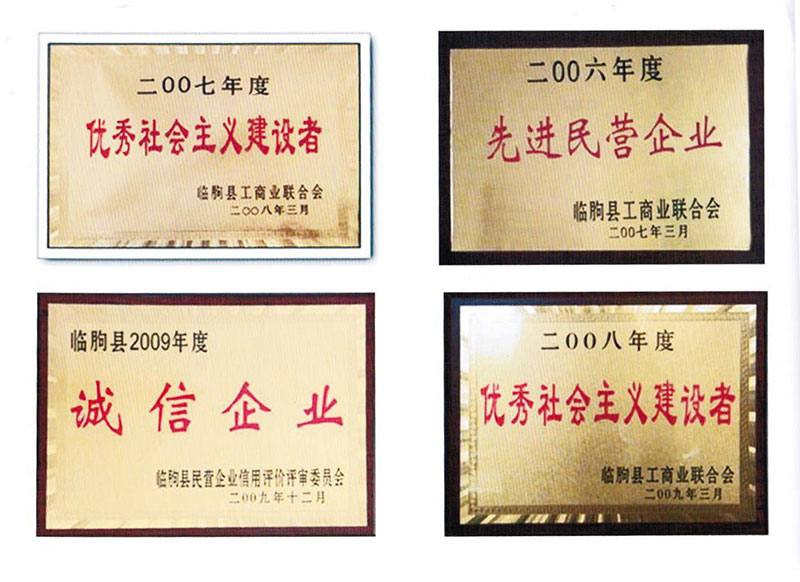 二00七年度
优秀社会主义建设者
临朐县工商业联合会
二00八年三月
二00六年度
先进民营企业
临朐县工商业联合会
二00七年三月
临朐县2009年度
诚信企业
临朐县民营企业信用评价评审委员会
二00九年十二月
二00八年度
优秀社会主义建设者
临朐县工商业联合会
二00九年三月